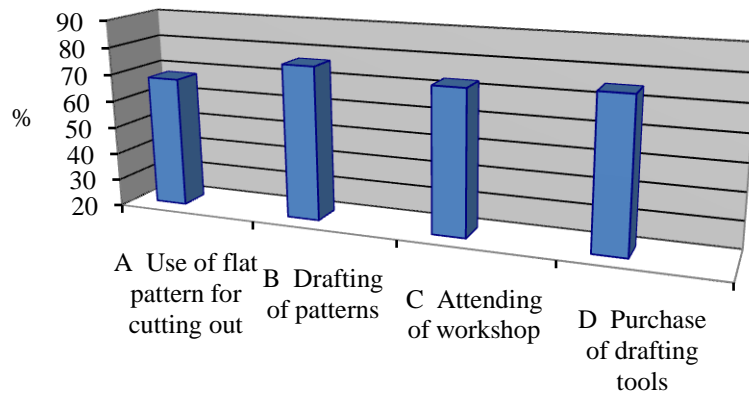 90
80
70
60
50
40
30
20
%
A Use of flat
pattern for
cutting out
B Drafting
of patterns
C Attending
of workshop
D Purchase
of drafting
tools